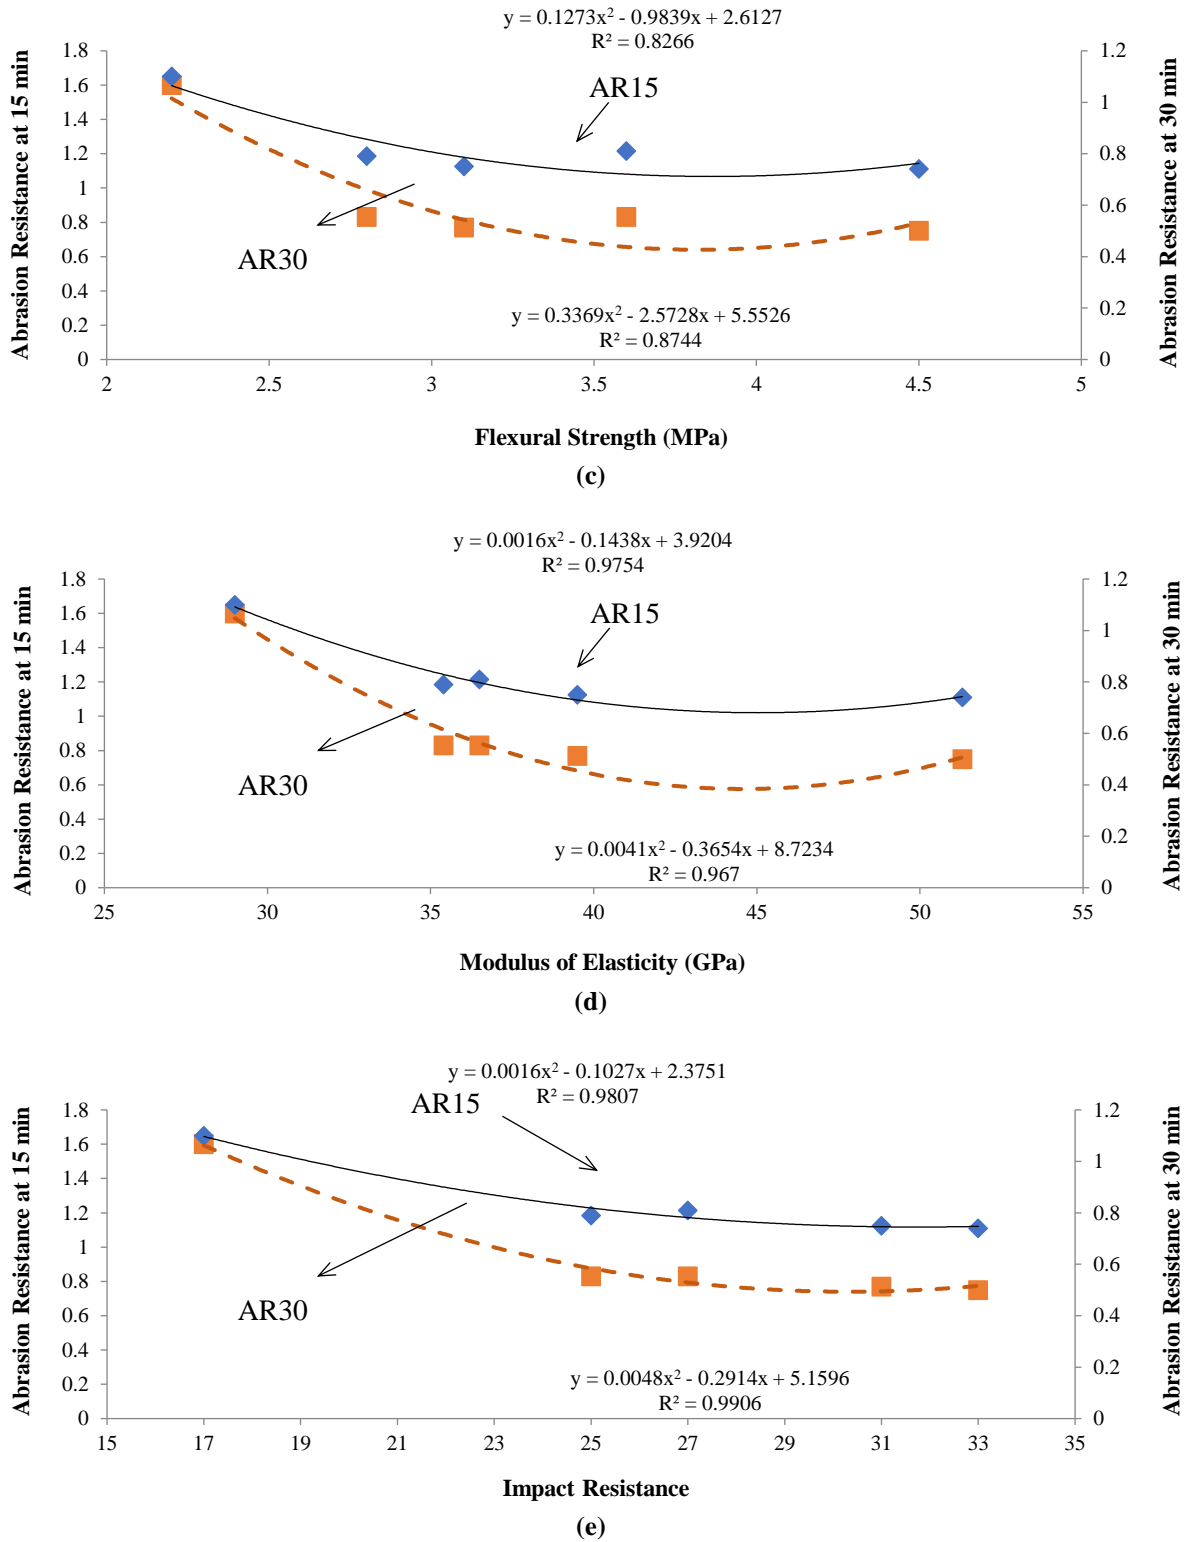 y = 0.1273x² - 0.9839x + 2.6127
R² = 0.8266
Abrasion Resistance at 15 min
1.8
1.6
1.4
1.2
1
0.8
0.6
0.4
0.2
0
AR15
AR30
y = 0.3369x² - 2.5728x + 5.5526
R² = 0.8744
1.2
1
0.8
0.6
0.4
0.2
0
Abrasion Resistance at 30 min
2 2.5 3 3.5 4 4.5 5
Flexural Strength (MPa)
(c)
y = 0.0016x² - 0.1438x + 3.9204
R² = 0.9754
Abrasion Resistance at 15 min
1.8
1.6
1.4
1.2
1
0.8
0.6
0.4
0.2
0
AR15
AR30
y = 0.0041x² - 0.3654x + 8.7234
R² = 0.967
1.2
1
0.8
0.6
0.4
0.2
0
Abrasion Resistance at 30 min
25 30 35 40 45 50 55
Modulus of Elasticity (GPa)
(d)
y = 0.0016x² - 0.1027x + 2.3751
R² = 0.9807
Abrasion Resistance at 15 min
1.8
1.6
1.4
1.2
1
0.8
0.6
0.4
0.2
0
AR15
AR30
y = 0.0048x² - 0.2914x + 5.1596
R² = 0.9906
1.2
1
0.8
0.6
0.4
0.2
0
Abrasion Resistance at 30 min
15 17 19 21 23 25 27 29 31 33 35
Impact Resistance
(e)